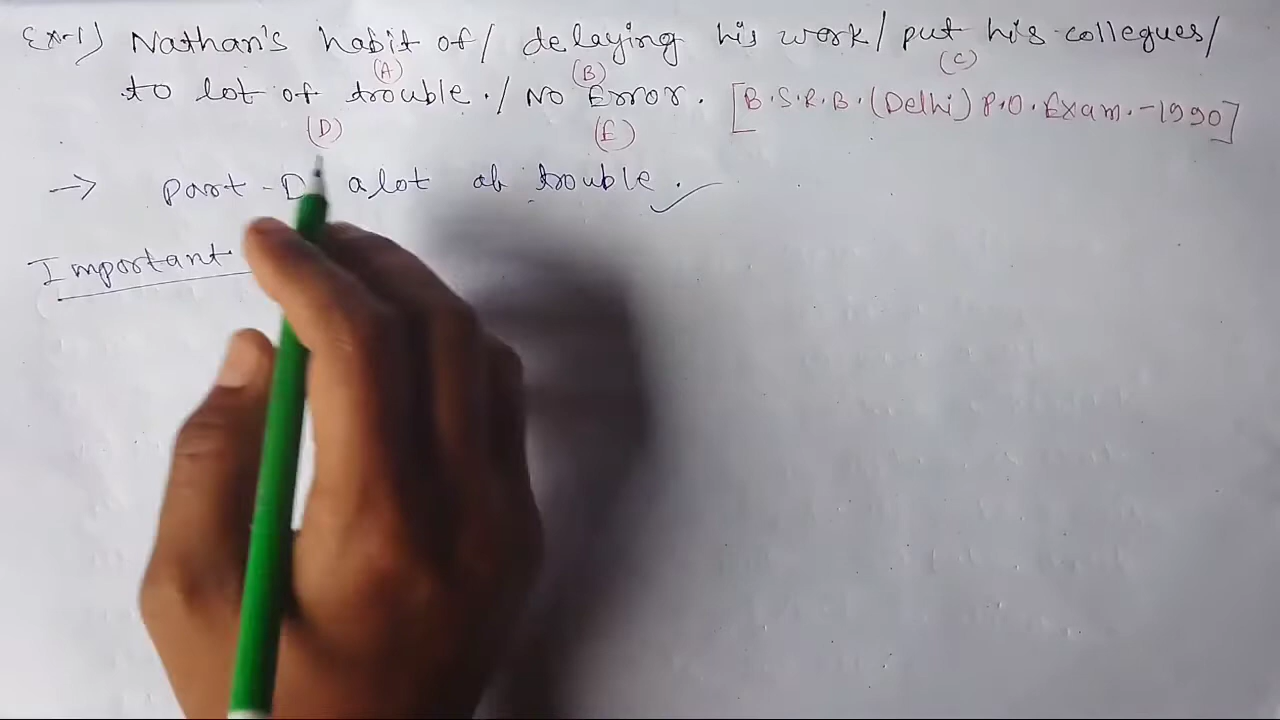 Ex-1) Nathan's habit of/ delaying his work/ put his collegues/
(A) (B) (C)
to lot of trouble./ No Error. [B.S.R.B.(Delhi) P.O. Exam.-1990]
(D) (E)
→ Part-D a lot of trouble.
Important